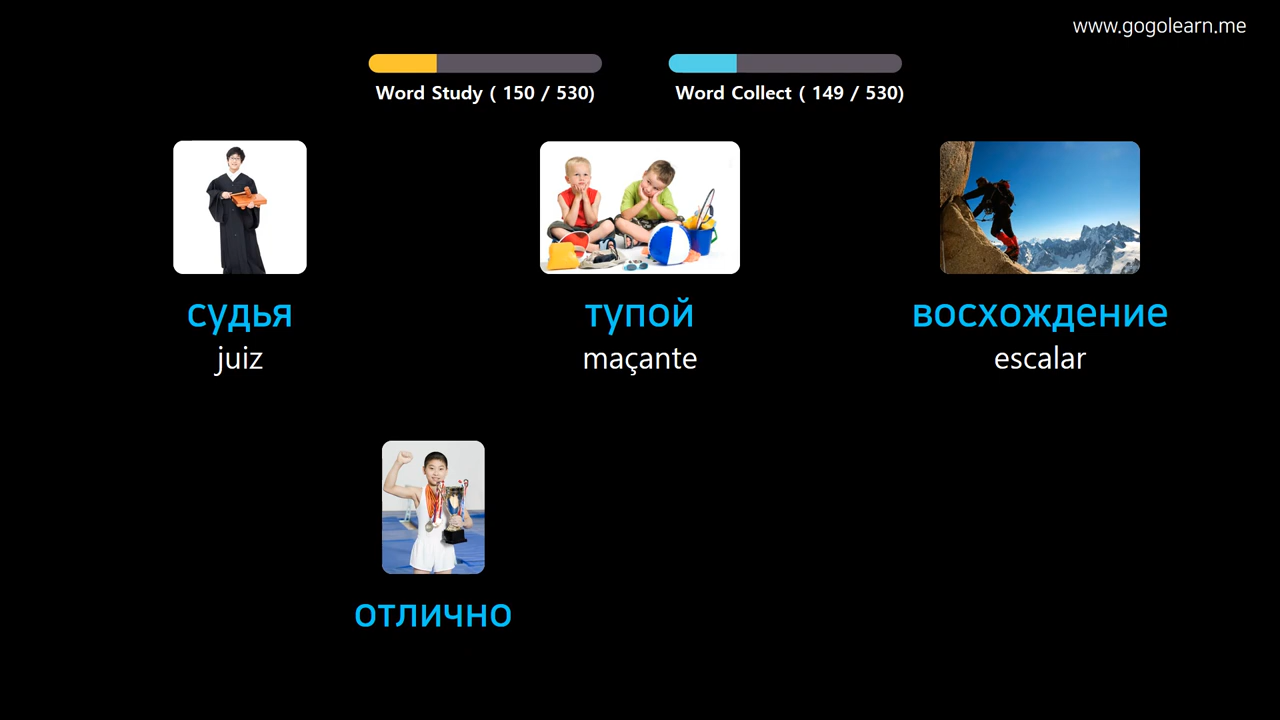 www.gogolearn.me
Word Study ( 150 / 530)
Word Collect ( 149 / 530)
судья
juiz
тупой
maçante
восхождение
escalar
отлично